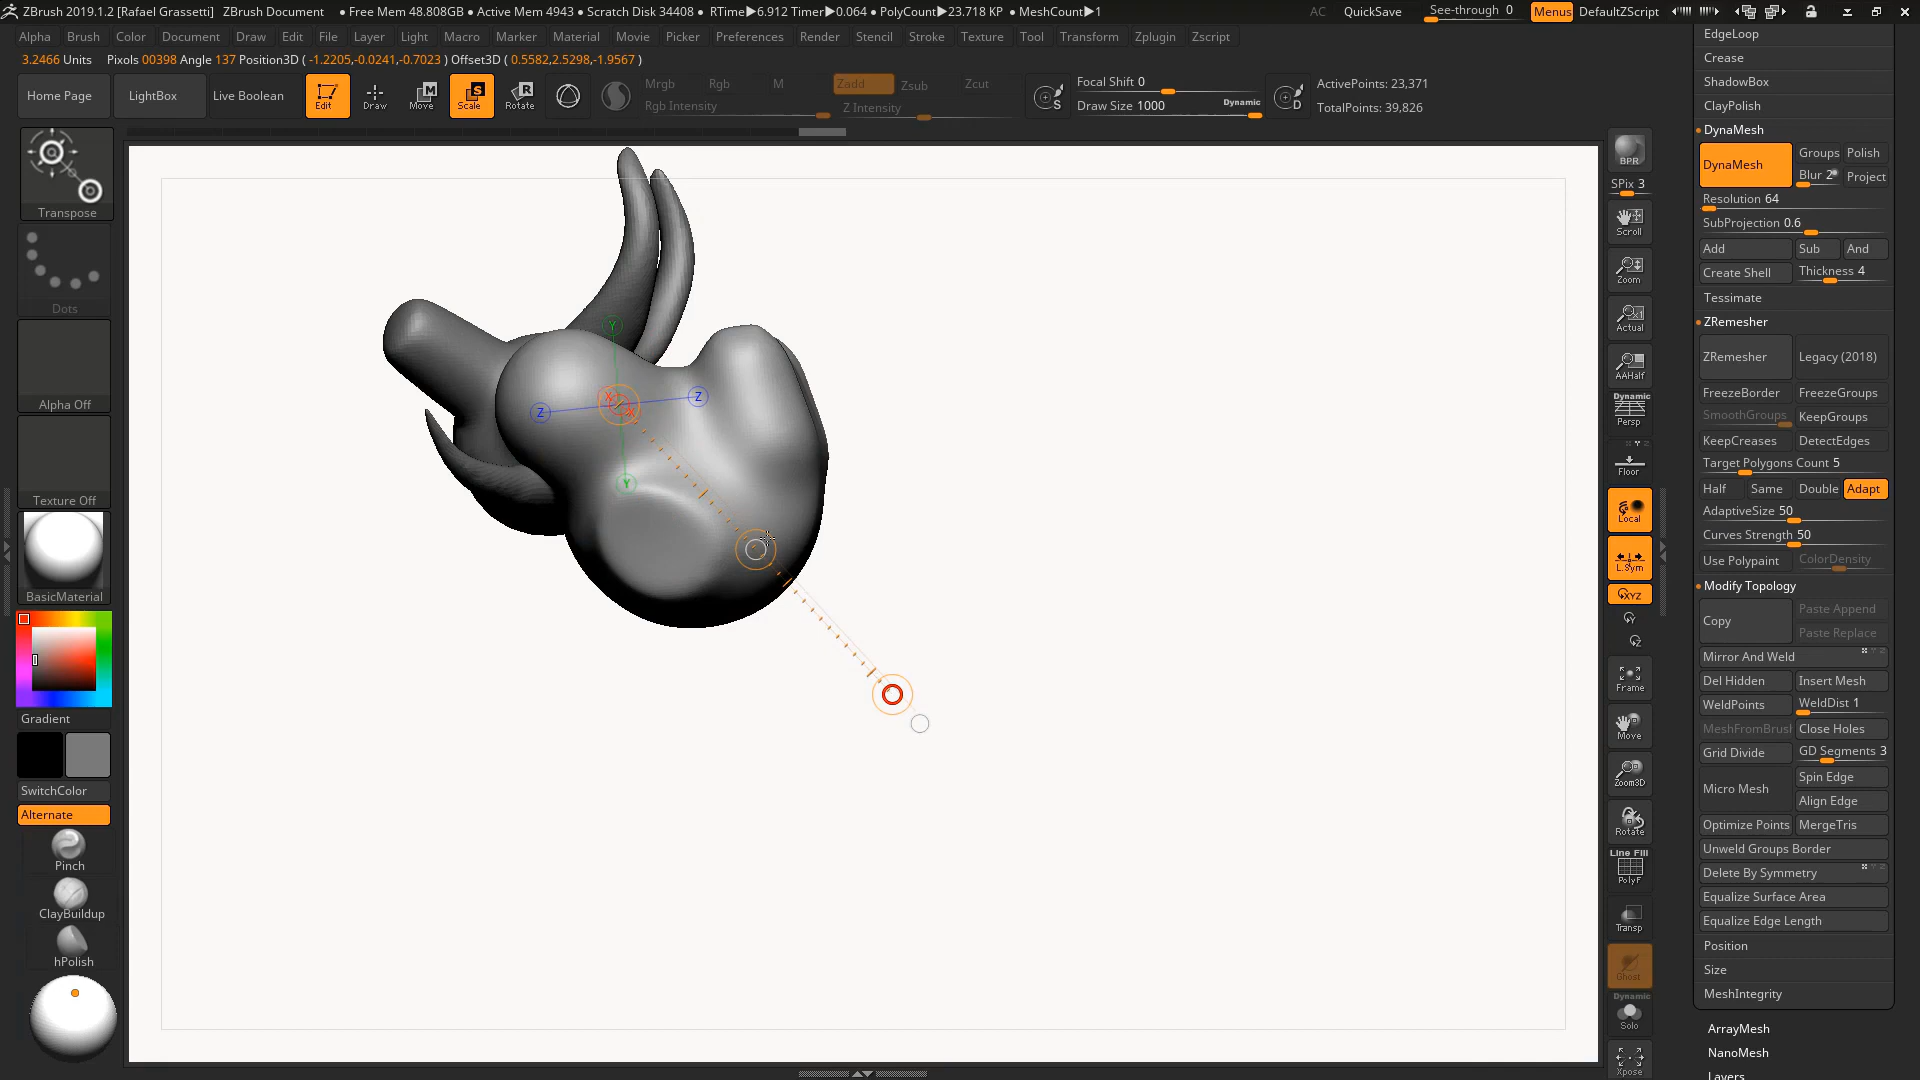 ZBrush 2019.1.2 [Rafael Grassetti] ZBrush Document • Free Mem 48.808GB • Active Mem 4943 • Scratch Disk 34408 • RTime▶6.912 Timer▶0.064 • PolyCount▶23.718 KP • MeshCount▶1 AC QuickSave See-through 0 Menus DefaultZScript
Alpha Brush Color Document Draw Edit File Layer Light Macro Marker Material Movie Picker Preferences Render Stencil Stroke Texture Tool Transform Zplugin Zscript
3.2466 Units Pixols 00398 Angle 137 Position3D ( -1.2205,-0.0241,-0.7023 ) Offset3D ( 0.5582,2.5298,-1.9567 )
Home Page LightBox Live Boolean Edit Draw Move Scale Rotate
Mrgb Rgb M Zadd Zsub Zcut
Rgb Intensity Z Intensity
Focal Shift 0
Draw Size 1000 Dynamic
ActivePoints: 23,371
TotalPoints: 39,826
Transpose
Dots
Alpha Off
Texture Off
BasicMaterial
Gradient
SwitchColor
Alternate
Pinch
ClayBuildup
hPolish
Y
X
X
Z
Z
Y
BPR
SPix 3
Scroll
Zoom
Actual
AAHalf
Dynamic
Persp
Floor
Local
L.Sym
XYZ
Y
Z
Frame
Move
Zoom3D
Rotate
Line Fill
PolyF
Transp
Ghost
Dynamic
Solo
Xpose
EdgeLoop
Crease
ShadowBox
ClayPolish
DynaMesh
DynaMesh Groups Polish
Blur 2 Project
Resolution 64
SubProjection 0.6
Add Sub And
Create Shell Thickness 4
Tessimate
ZRemesher
ZRemesher Legacy (2018)
FreezeBorder FreezeGroups
SmoothGroups KeepGroups
KeepCreases DetectEdges
Target Polygons Count 5
Half Same Double Adapt
AdaptiveSize 50
Curves Strength 50
Use Polypaint ColorDensity
Modify Topology
Copy Paste Append
Paste Replace
Mirror And Weld
Del Hidden Insert Mesh
WeldPoints WeldDist 1
MeshFromBrush Close Holes
Grid Divide GD Segments 3
Micro Mesh Spin Edge
Align Edge
Optimize Points MergeTris
Unweld Groups Border
Delete By Symmetry
Equalize Surface Area
Equalize Edge Length
Position
Size
MeshIntegrity
ArrayMesh
NanoMesh
Layers